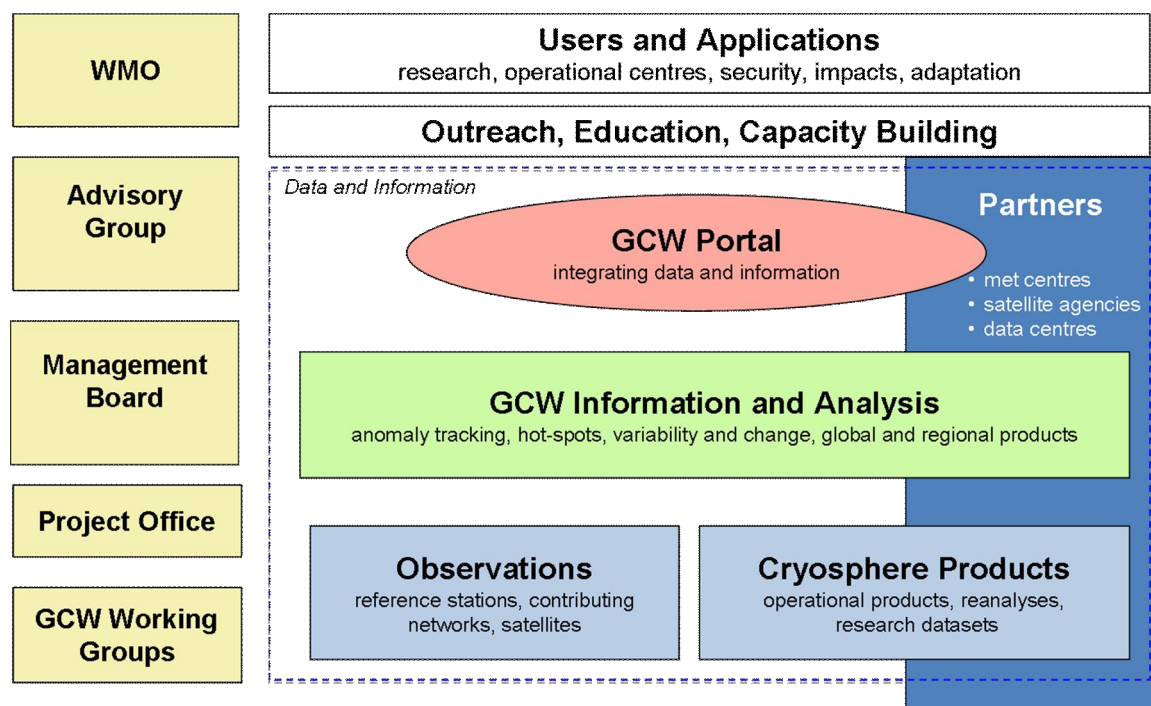 WMO
Advisory
Group
Management
Board
Project Office
GCW Working
Groups
Users and Applications
research, operational centres, security, impacts, adaptation
Outreach, Education, Capacity Building
Data and Information
Partners
• met centres
• satellite agencies
• data centres
GCW Portal
integrating data and information
GCW Information and Analysis
anomaly tracking, hot-spots, variability and change, global and regional products
Observations
reference stations, contributing
networks, satellites
Cryosphere Products
operational products, reanalyses,
research datasets